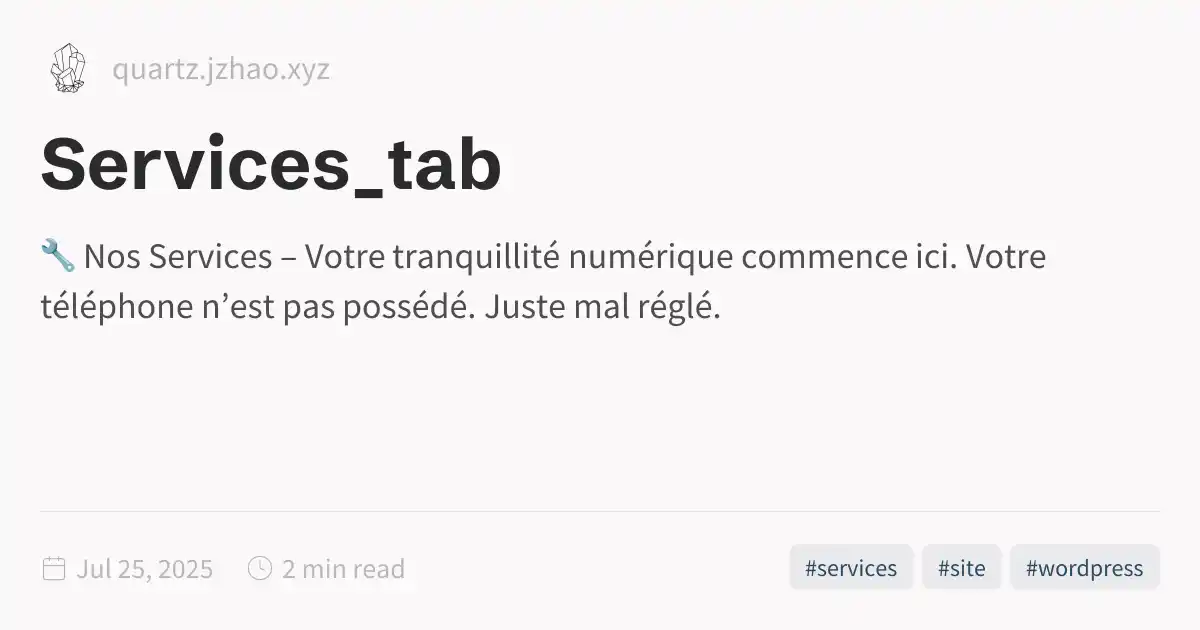 quartz.jzhao.xyz
Services_tab
🔧 Nos Services – Votre tranquillité numérique commence ici. Votre
téléphone n’est pas possédé. Juste mal réglé.
Jul 25, 2025 2 min read #services #site #wordpress